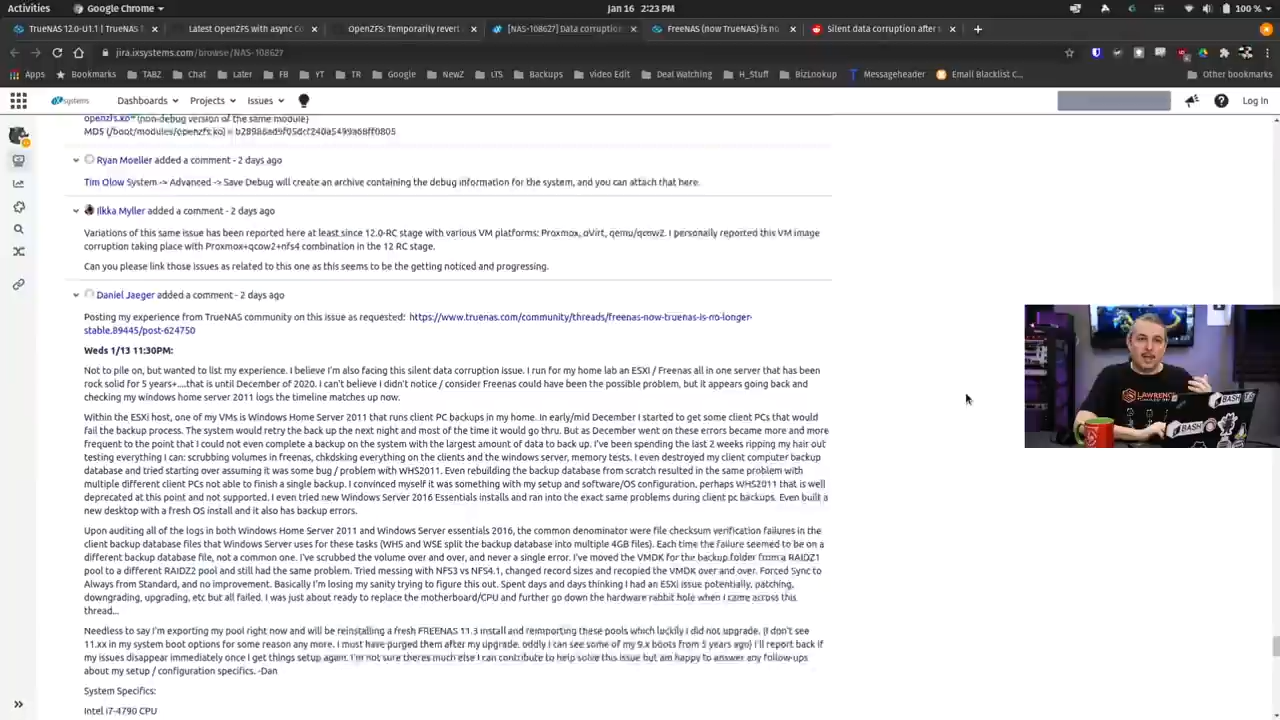 Activities Google Chrome Jan 16 2:23 PM 100 %
TrueNAS 12.0-U1.1 | TrueNAS Latest OpenZFS with async Co OpenZFS: Temporarily revert [NAS-108627] Data corruption FreeNAS (now TrueNAS) is no Silent data corruption after
jira.ixsystems.com/browse/NAS-108627
Apps Bookmarks TABZ Chat Later FB YT TR Google NewZ LTS Backups Video Edit Deal Watching H_Stuff BizLookup Messageheader Email Blacklist C... Other bookmarks
iXsystems Dashboards Projects Issues Log In
openzfs.ko* (non-debug version of the same module)
MD5 (/boot/modules/openzfs.ko) =
Ryan Moeller added a comment - 2 days ago
Tim Olow System -> Advanced -> Save Debug will create an archive containing the debug information for the system, and you can attach that here.
Ilkka Myller added a comment - 2 days ago
Variations of this same issue has been reported here at least since 12.0-RC stage with various VM platforms: Proxmox, oVirt, qemu/qcow2. I personally reported this VM image
corruption taking place with Proxmox+qcow2+nfs4 combination in the 12 RC stage.
Can you please link those issues as related to this one as this seems to be the getting noticed and progressing.
Daniel Jaeger added a comment - 2 days ago
Posting my experience from TrueNAS community on this issue as requested: https://www.truenas.com/community/threads/freenas-now-truenas-is-no-longer-
stable.89445/post-624750
Weds 1/13 11:30PM:
Not to pile on, but wanted to list my experience. I believe I'm also facing this silent data corruption issue. I run for my home lab an ESXI / Freenas all in one server that has been
rock solid for 5 years+....that is until December of 2020. I can't believe I didn't notice / consider Freenas could have been the possible problem, but it appears going back and
checking my windows home server 2011 logs the timeline matches up now.
Within the ESXi host, one of my VMs is Windows Home Server 2011 that runs client PC backups in my home. In early/mid December I started to get some client PCs that would
fail the backup process. The system would retry the back up the next night and most of the time it would go thru. But as December went on these errors became more and more
frequent to the point that I could not even complete a backup on the system with the largest amount of data to back up. I've been spending the last 2 weeks ripping my hair out
testing everything I can: scrubbing volumes in freenas, chkdsking everything on the clients and the windows server, memory tests. I even destroyed my client computer backup
database and tried starting over assuming it was some bug / problem with WHS2011. Even rebuilding the backup database from scratch resulted in the same problem with
multiple different client PCs not able to finish a single backup. I convinced myself it was something with my setup and software/OS configuration, perhaps WHS2011 that is well
deprecated at this point and not supported. I even tried new Windows Server 2016 Essentials installs and ran into the exact same problems during client pc backups. Even built a
new desktop with a fresh OS install and it also has backup errors.
Upon auditing all of the logs in both Windows Home Server 2011 and Windows Server essentials 2016, the common denominator were file checksum verification failures in the
client backup database files that Windows Server uses for these tasks (WHS and WSE split the backup database into multiple 4GB files). Each time the failure seemed to be on a
different backup database file, not a common one. I've scrubbed the volume over and over, and never a single error. I've moved the VMDK for the backup folder from a RAIDZ1
pool to a different RAIDZ2 pool and still had the same problem. Tried messing with NFS3 vs NFS4.1, changed record sizes and recopied the VMDK over and over. Forced Sync to
Always from Standard, and no improvement. Basically I'm losing my sanity trying to figure this out. Spent days and days thinking I had an ESXi issue potentially, patching,
downgrading, upgrading, etc but all failed. I was just about ready to replace the motherboard/CPU and further go down the hardware rabbit hole when I came across this
thread...
Needless to say I'm exporting my pool right now and will be reinstalling a fresh FREENAS 11.3 install and reimporting these pools which luckily I did not upgrade. (I don't see
11.xx in my system boot options for some reason any more. I must have purged them after my upgrade. oddly I can see some of my 9.x boots from 5 years ago) I'll report back if
my issues disappear immediately once I get things setup again. I'm not sure theres much else I can contribute to help solve this issue but am happy to answer any follow-ups
about my setup / configuration specifics. -Dan
System Specifics:
Intel i7-4790 CPU
LAWRENCE
BASH
BASH